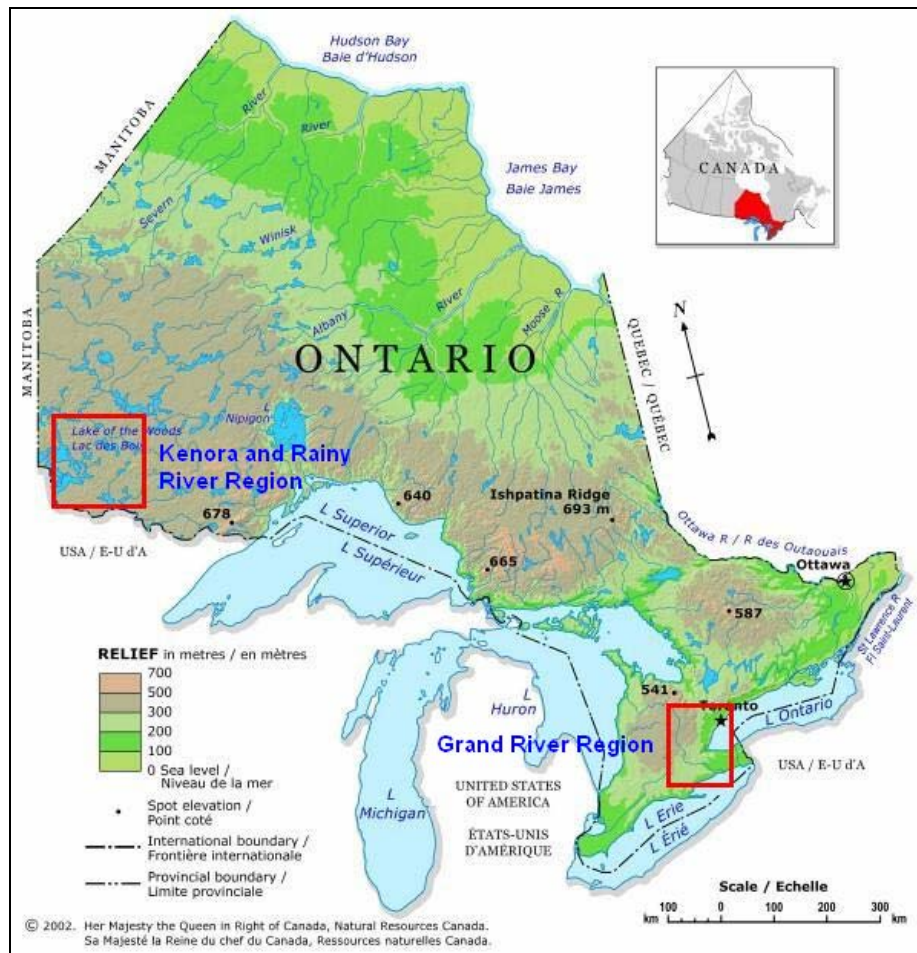 Hudson Bay
Baie d'Hudson
MANITOBA
River
River
James Bay
Baie James
CANADA
Severn
Winisk
MANITOBA
Albany
River
Moose R
QUEBEC / QUÉBEC
N
ONTARIO
L
Nipigon
Lake of the Woods
Lac des Bois
Kenora and Rainy
River Region
640
Ishpatina Ridge
693 m
678
L Superior
L Supérieur
USA / E-U d'A
665
Ottawa R / R des Outaouais
Ottawa
587
St Lawrence R
Fl Saint-Laurent
RELIEF in metres / en mètres
700
500
300
200
100
0 Sea level /
Niveau de la mer
Spot elevation /
Point coté
International boundary /
Frontière internationale
Provincial boundary /
Limite provinciale
541
Toronto
L Ontario
L
Huron
Grand River Region
USA / E-U d'A
UNITED STATES
OF AMERICA
ÉTATS-UNIS
D'AMÉRIQUE
L
Michigan
L Erie
L Érié
Scale / Echelle
100 0 100 200 300
km km
© 2002. Her Majesty the Queen in Right of Canada, Natural Resources Canada.
Sa Majesté la Reine du chef du Canada, Ressources naturelles Canada.